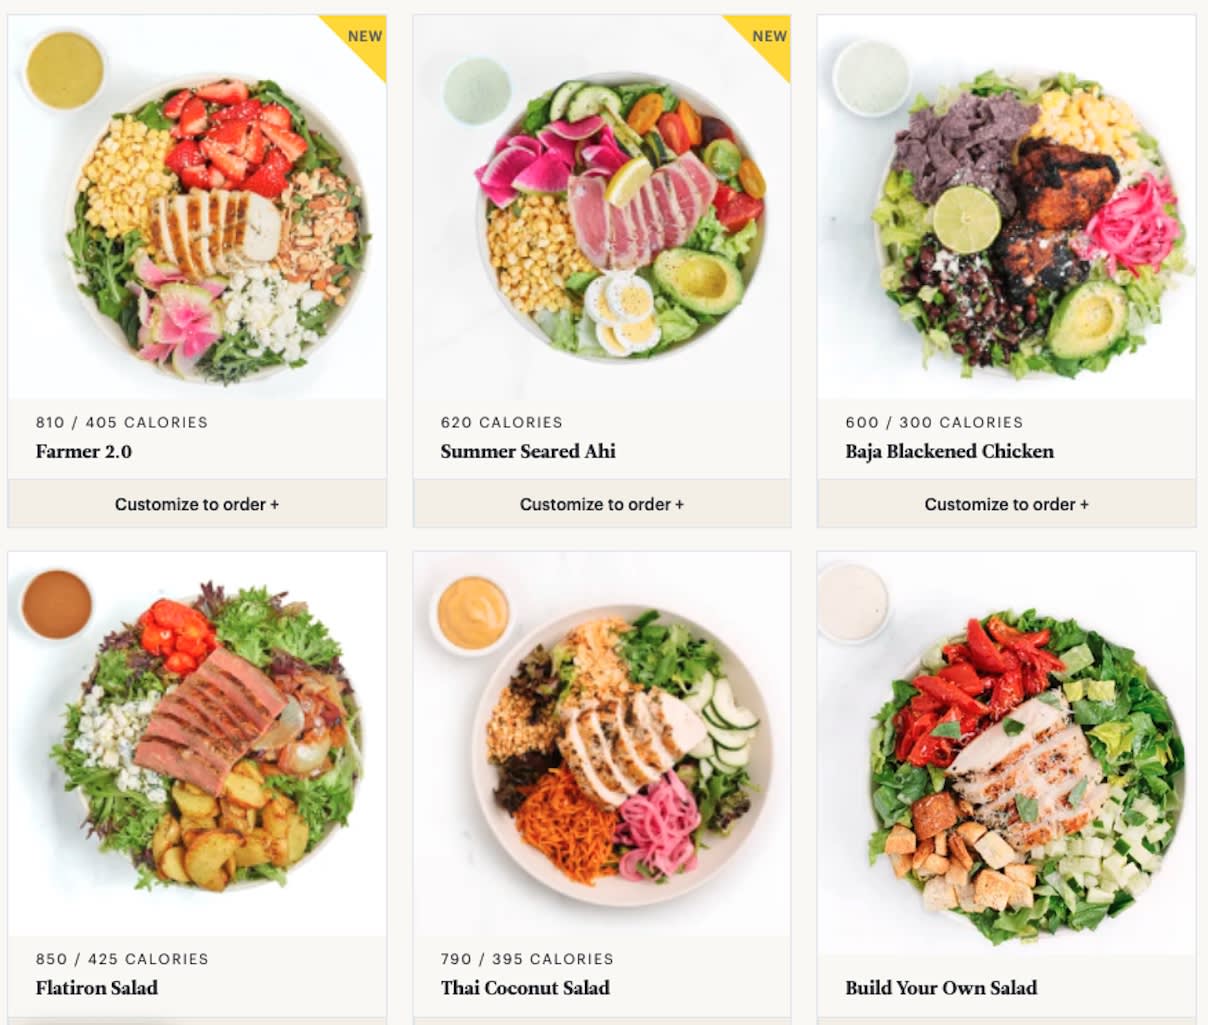 NEW
NEW
810 / 405 CALORIES
Farmer 2.0
Customize to order +
620 CALORIES
Summer Seared Ahi
Customize to order +
600 / 300 CALORIES
Baja Blackened Chicken
Customize to order +
850 / 425 CALORIES
Flatiron Salad
790 / 395 CALORIES
Thai Coconut Salad
Build Your Own Salad